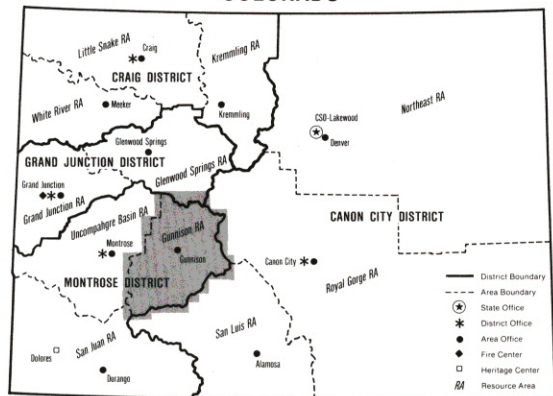 Little Snake RA
Craig
Kremmling RA
CRAIG DISTRICT
White River RA
Meeker
Kremmling
Northeast RA
CSO-Lakewood
Denver
Glenwood Springs
GRAND JUNCTION DISTRICT
Glenwood Springs RA
Grand Junction
Grand Junction RA
Uncompahgre Basin RA
Gunnison RA
CANON CITY DISTRICT
Montrose
Gunnison
Canon City
MONTROSE DISTRICT
Royal Gorge RA
San Luis RA
San Juan RA
Dolores
Durango
Alamosa
District Boundary
Area Boundary
State Office
District Office
Area Office
Fire Center
Heritage Center
RA Resource Area